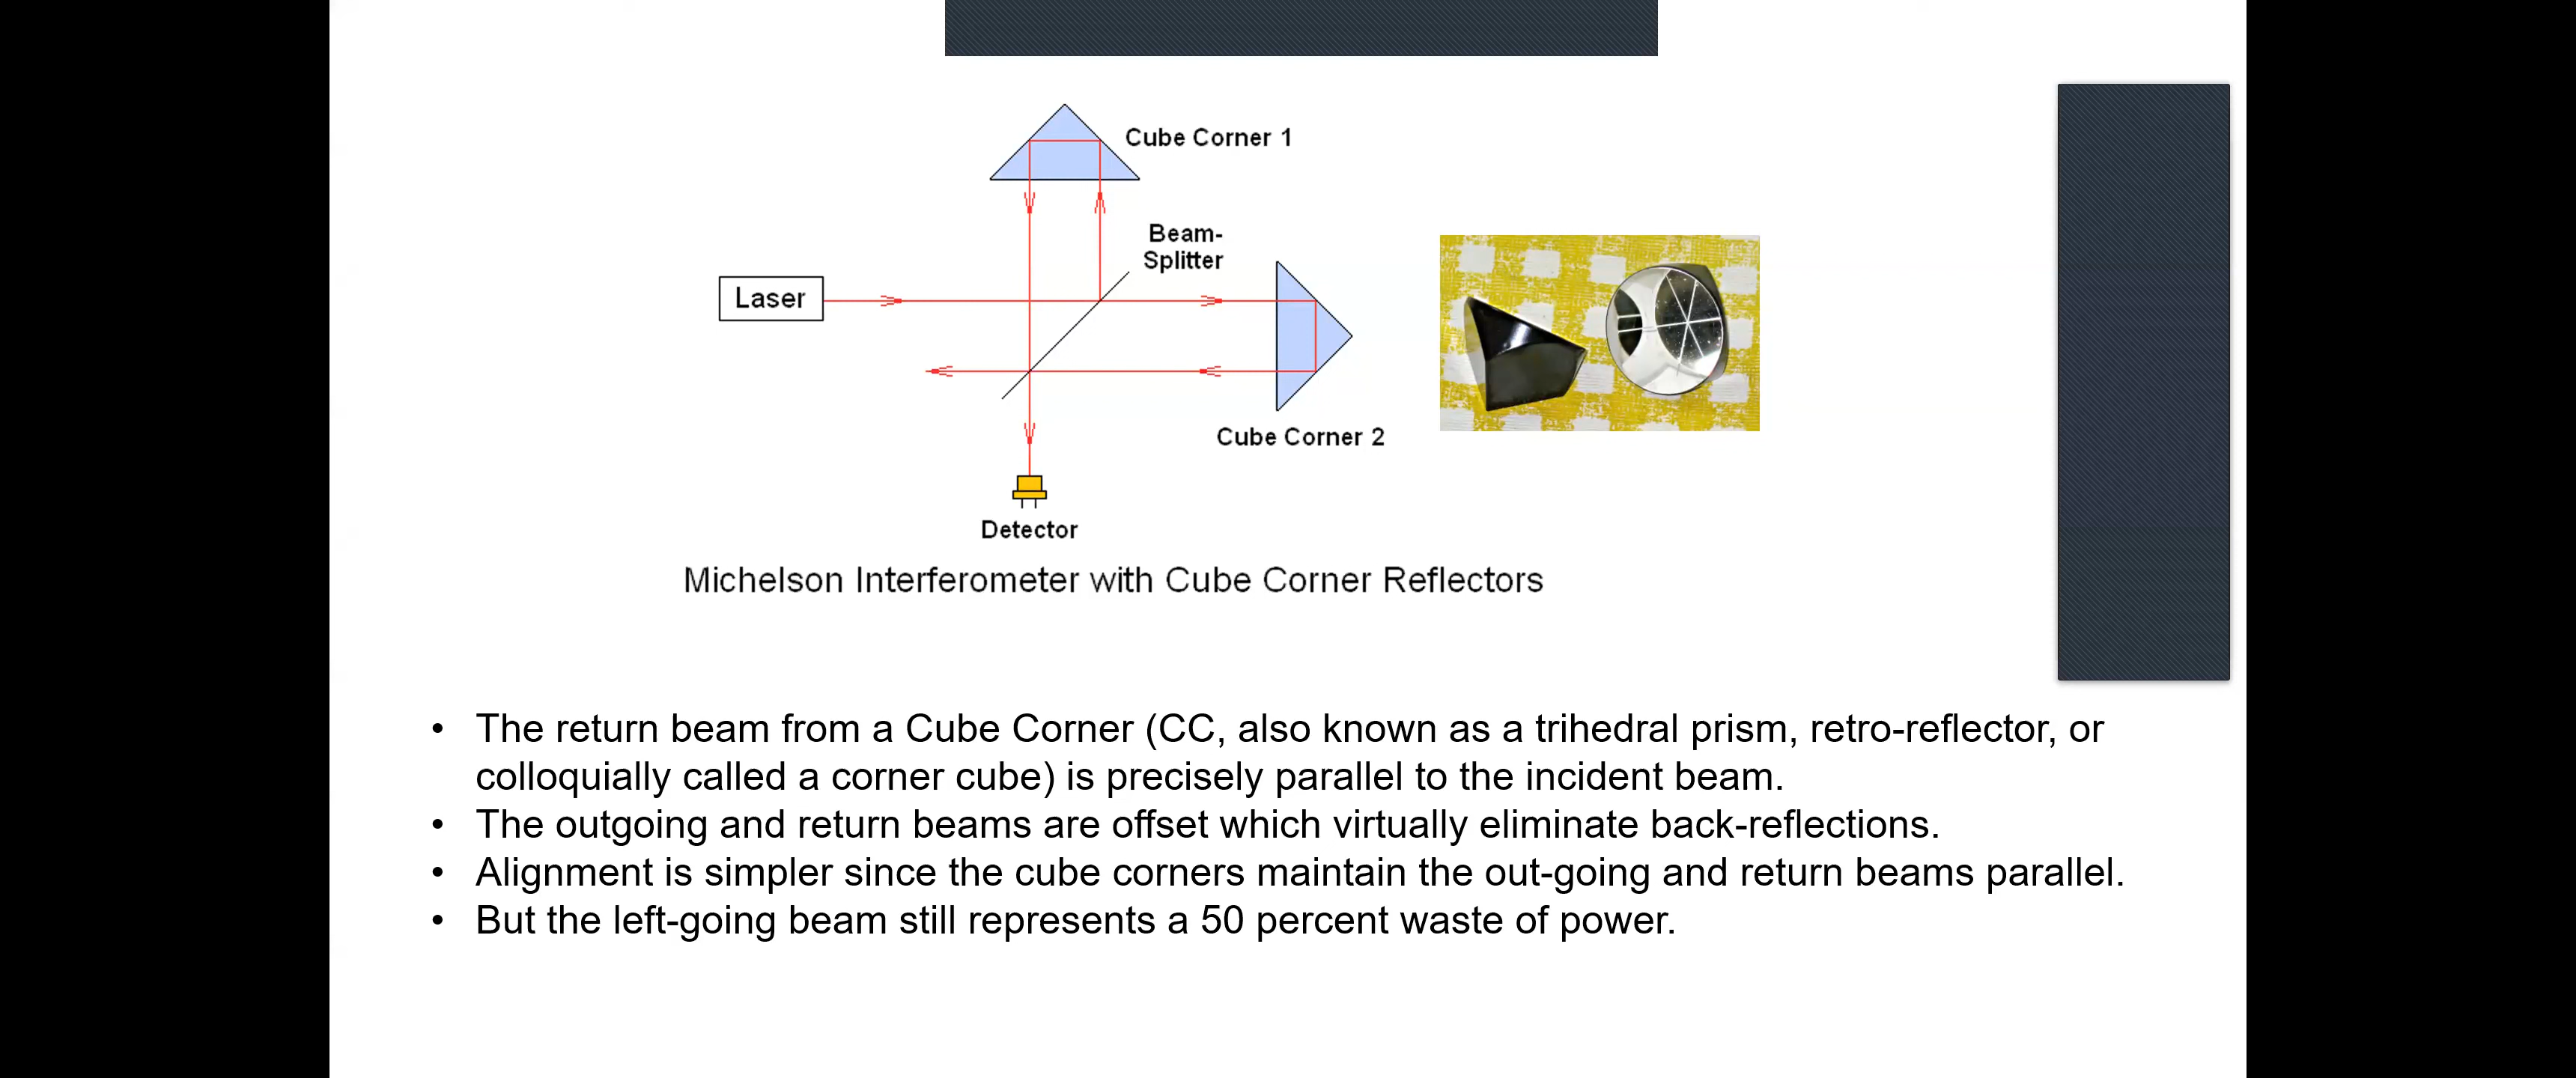 Cube Corner 1
Beam-
Splitter
Laser
Cube Corner 2
Detector
Michelson Interferometer with Cube Corner Reflectors
• The return beam from a Cube Corner (CC, also known as a trihedral prism, retro-reflector, or
colloquially called a corner cube) is precisely parallel to the incident beam.
• The outgoing and return beams are offset which virtually eliminate back-reflections.
• Alignment is simpler since the cube corners maintain the out-going and return beams parallel.
• But the left-going beam still represents a 50 percent waste of power.